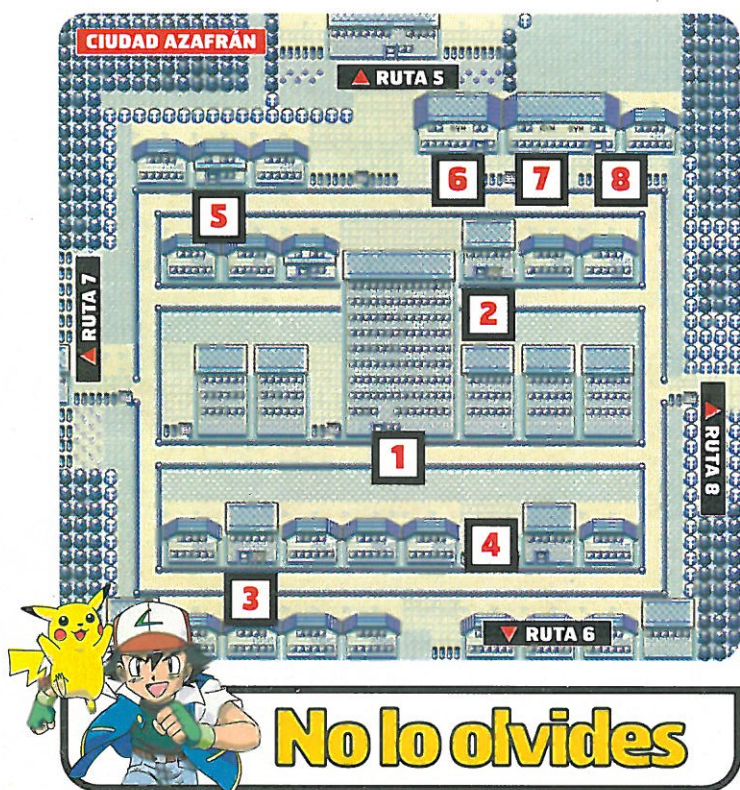 CIUDAD AZAFRÁN
▲ RUTA 5
6
7
8
5
▲ RUTA 7
2
▲ RUTA 8
1
4
3
▼ RUTA 6
No lo olvides